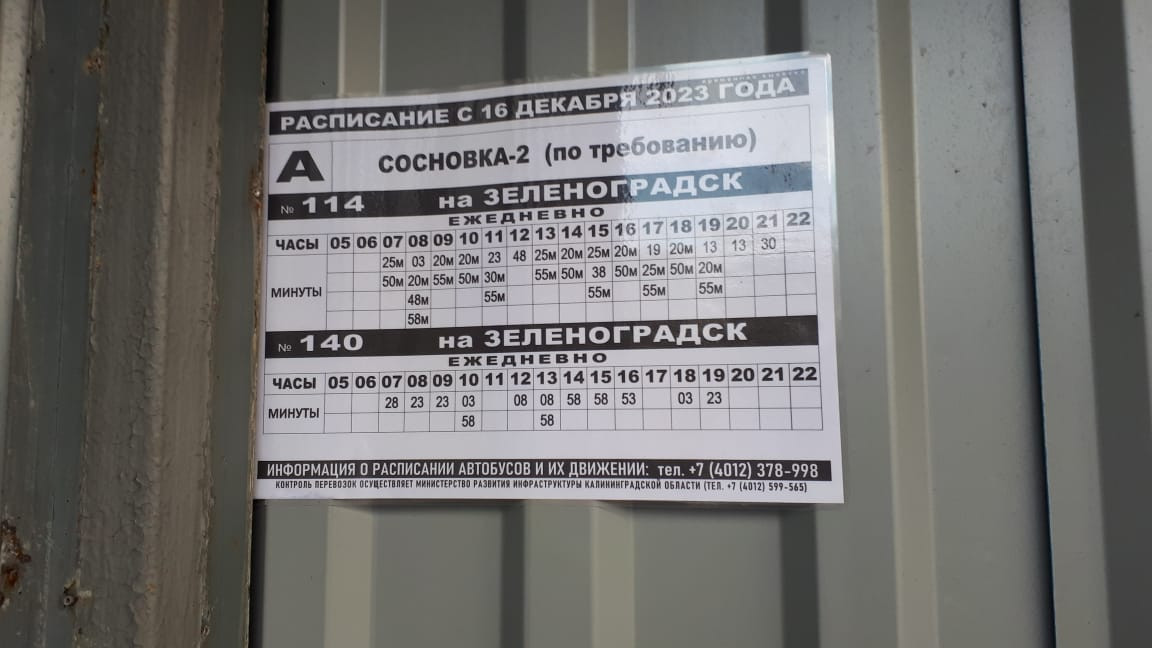 РАСПИСАНИЕ С 16 ДЕКАБРЯ 2023 ГОДА
А СОСНОВКА-2 (по требованию)
№ 114 на ЗЕЛЕНОГРАДСК
ЕЖЕДНЕВНО
ЧАСЫ 05 06 07 08 09 10 11 12 13 14 15 16 17 18 19 20 21 22
25м 03 20м 20м 23 48 25м 20м 25м 20м 19 20м 13 13 30
50м 20м 55м 50м 30м 55м 50м 38 50м 25м 50м 20м
МИНУТЫ
48м 55м 55м 55м 55м
58м
№ 140 на ЗЕЛЕНОГРАДСК
ЕЖЕДНЕВНО
ЧАСЫ 05 06 07 08 09 10 11 12 13 14 15 16 17 18 19 20 21 22
МИНУТЫ 28 23 23 03 08 08 58 58 53 03 23
58 58
ИНФОРМАЦИЯ О РАСПИСАНИИ АВТОБУСОВ И ИХ ДВИЖЕНИИ: тел. +7 (4012) 378-998
КОНТРОЛЬ ПЕРЕВОЗОК ОСУЩЕСТВЛЯЕТ МИНИСТЕРСТВО РАЗВИТИЯ ИНФРАСТРУКТУРЫ КАЛИНИНГРАДСКОЙ ОБЛАСТИ (ТЕЛ. +7 (4012) 599-565)